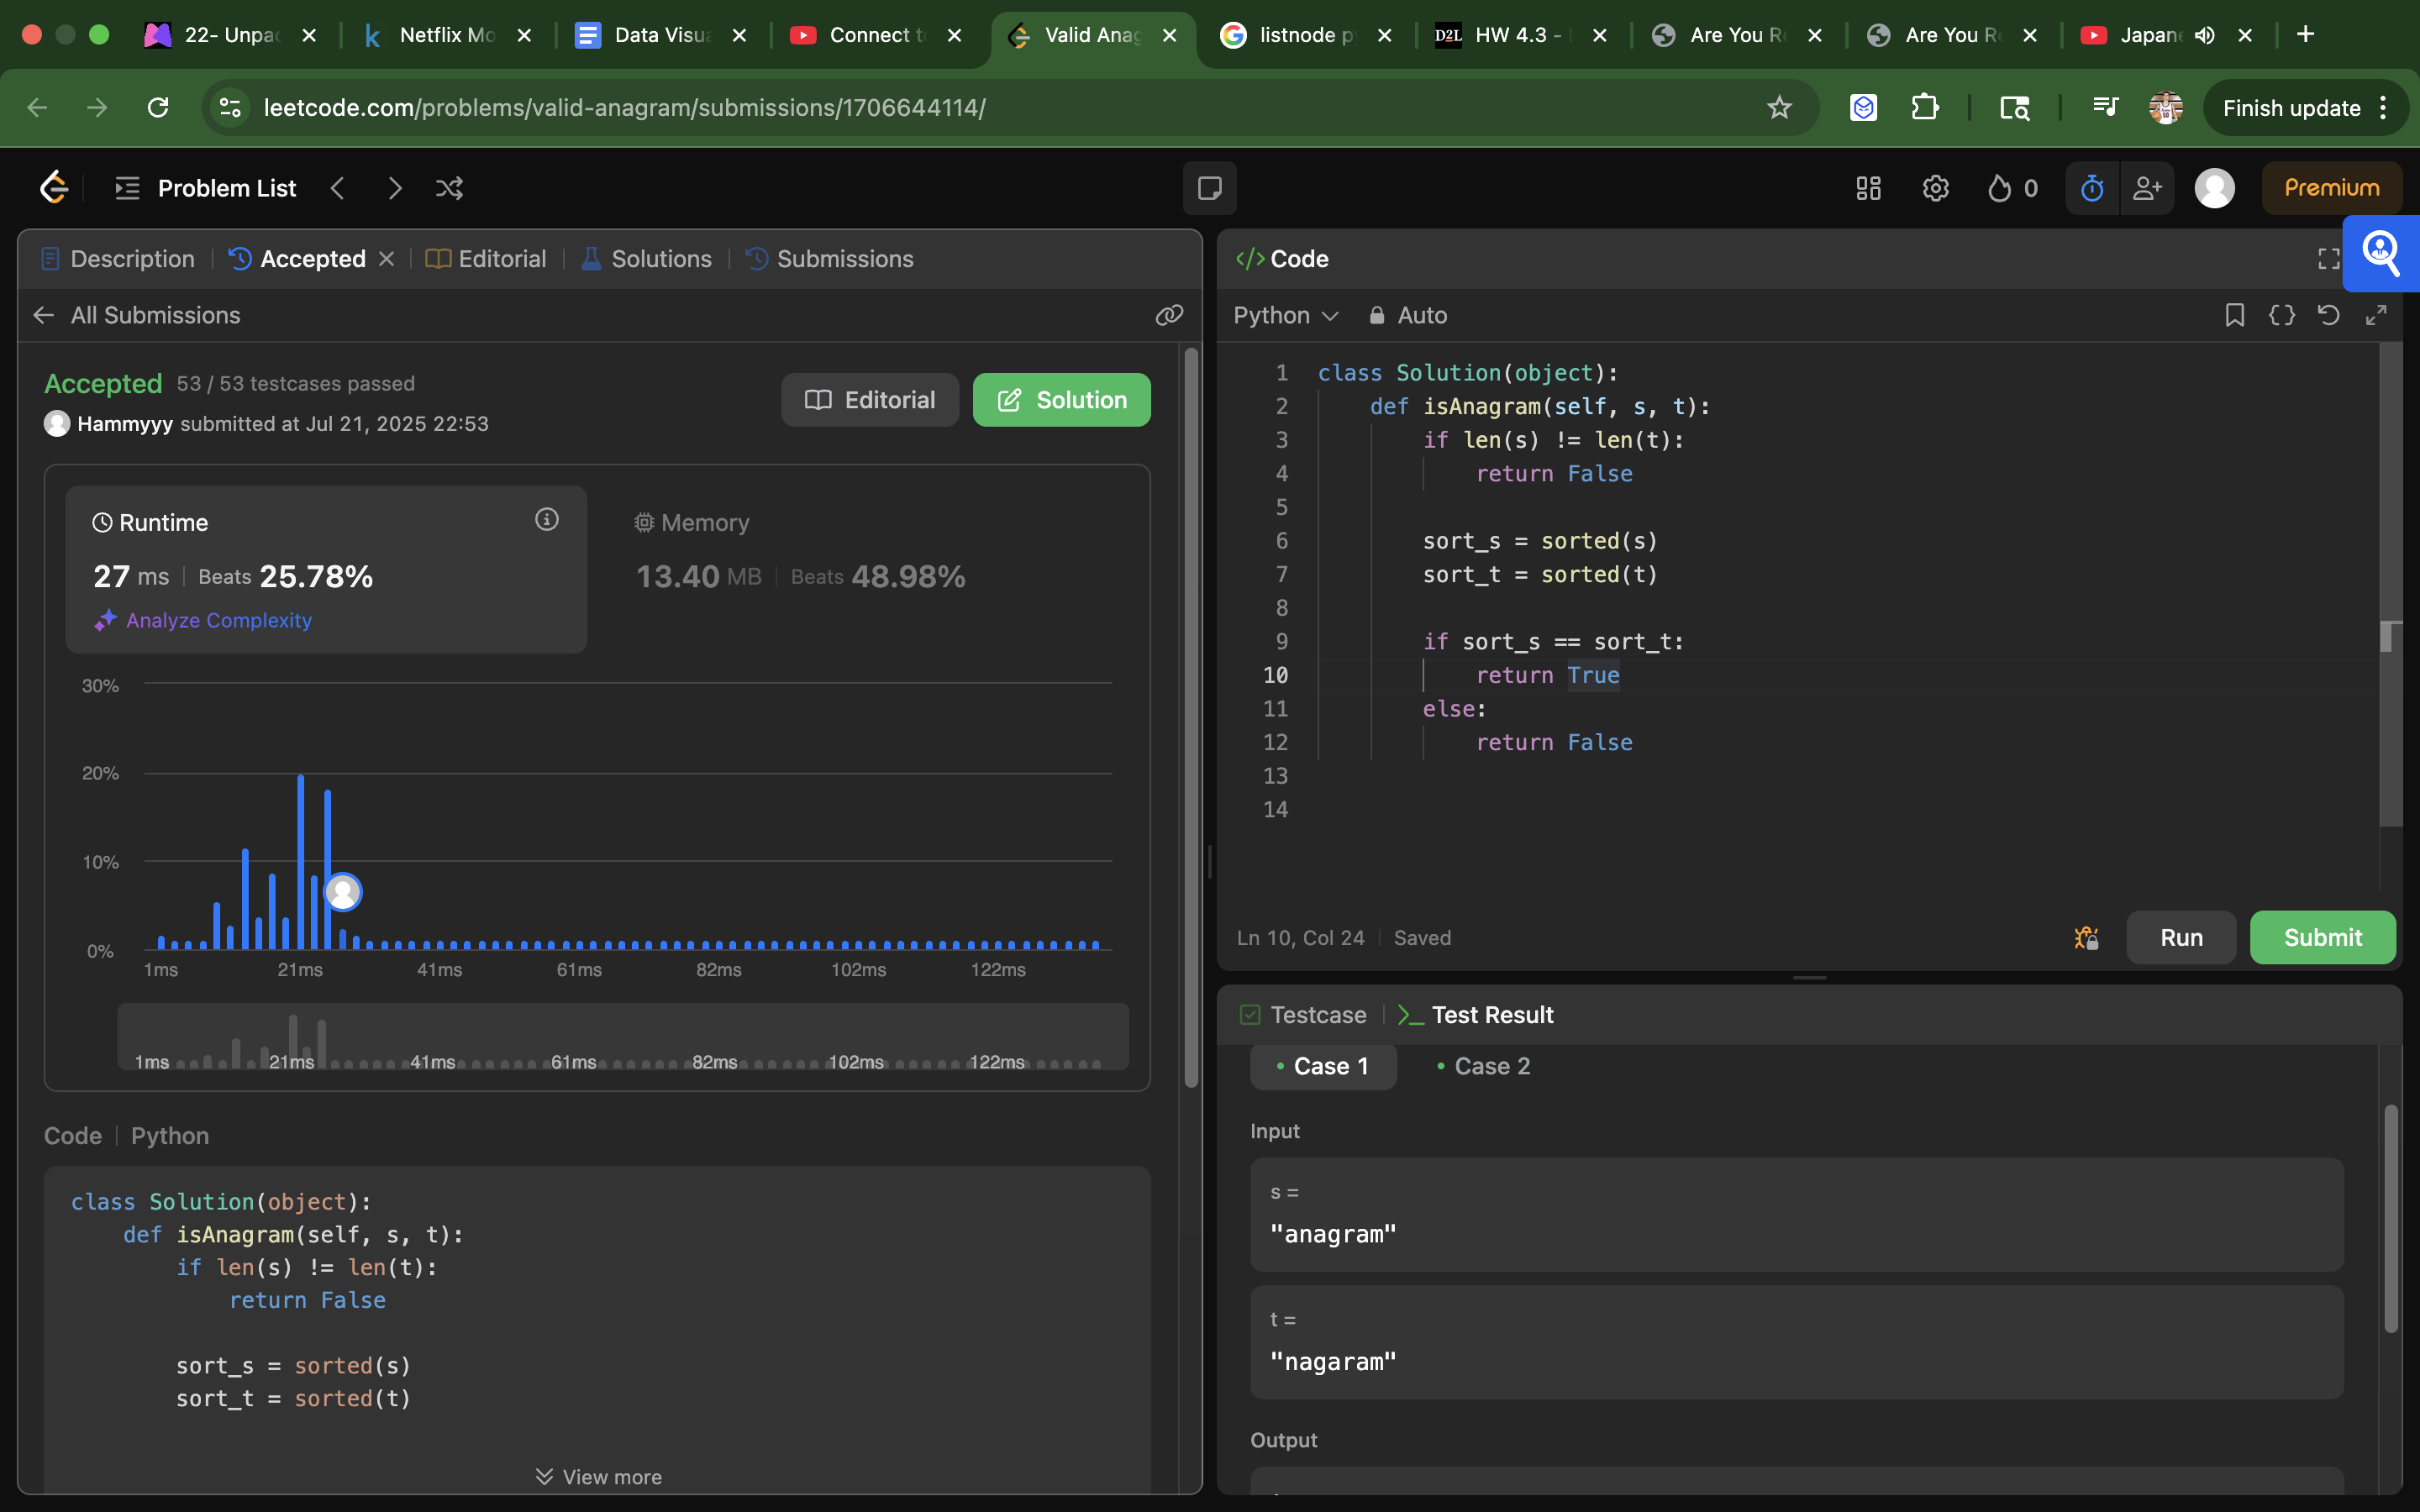 22- Unpac
Netflix Mo
Data Visua
Connect t
Valid Anag
listnode p
D2L HW 4.3 -
Are You R
Are You R
Japan
leetcode.com/problems/valid-anagram/submissions/1706644114/
Finish update
Problem List
0
Premium
Description
Accepted
Editorial
Solutions
Submissions
All Submissions
Accepted 53 / 53 testcases passed
Hammyyy submitted at Jul 21, 2025 22:53
Editorial
Solution
Runtime
27 ms Beats 25.78%
Analyze Complexity
Memory
13.40 MB Beats 48.98%
30%
20%
10%
0%
1ms 21ms 41ms 61ms 82ms 102ms 122ms
1ms 21ms 41ms 61ms 82ms 102ms 122ms
Code | Python
class Solution(object):
def isAnagram(self, s, t):
if len(s) != len(t):
return False
sort_s = sorted(s)
sort_t = sorted(t)
View more
</> Code
Python
Auto
1 class Solution(object):
2 def isAnagram(self, s, t):
3 if len(s) != len(t):
4 return False
5
6 sort_s = sorted(s)
7 sort_t = sorted(t)
8
9 if sort_s == sort_t:
10 return True
11 else:
12 return False
13
14
Ln 10, Col 24 | Saved
Run
Submit
Testcase
Test Result
Case 1
Case 2
Input
s =
"anagram"
t =
"nagaram"
Output